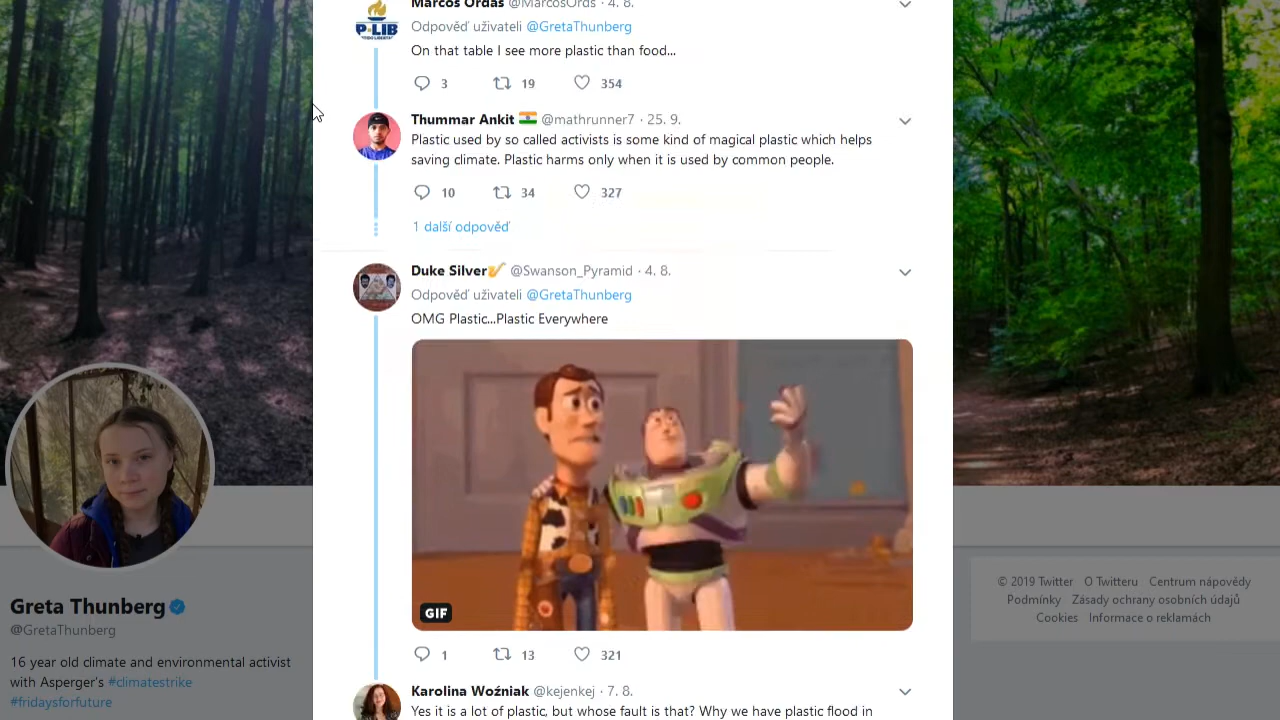 Marcos Ordas @MarcosOrds · 4. 8.
P LIB
Odpověď uživateli @GretaThunberg
On that table I see more plastic than food...
3 19 354
Thummar Ankit @mathrunner7 · 25. 9.
Plastic used by so called activists is some kind of magical plastic which helps
saving climate. Plastic harms only when it is used by common people.
10 34 327
1 další odpověď
Duke Silver @Swanson_Pyramid · 4. 8.
Odpověď uživateli @GretaThunberg
OMG Plastic...Plastic Everywhere
GIF
1 13 321
Karolina Woźniak @kejenkej · 7. 8.
Yes it is a lot of plastic, but whose fault is that? Why we have plastic flood in
Greta Thunberg
@GretaThunberg
16 year old climate and environmental activist
with Asperger's #climatestrike
#fridaysforfuture
© 2019 Twitter O Twitteru Centrum nápovědy
Podmínky Zásady ochrany osobních údajů
Cookies Informace o reklamách